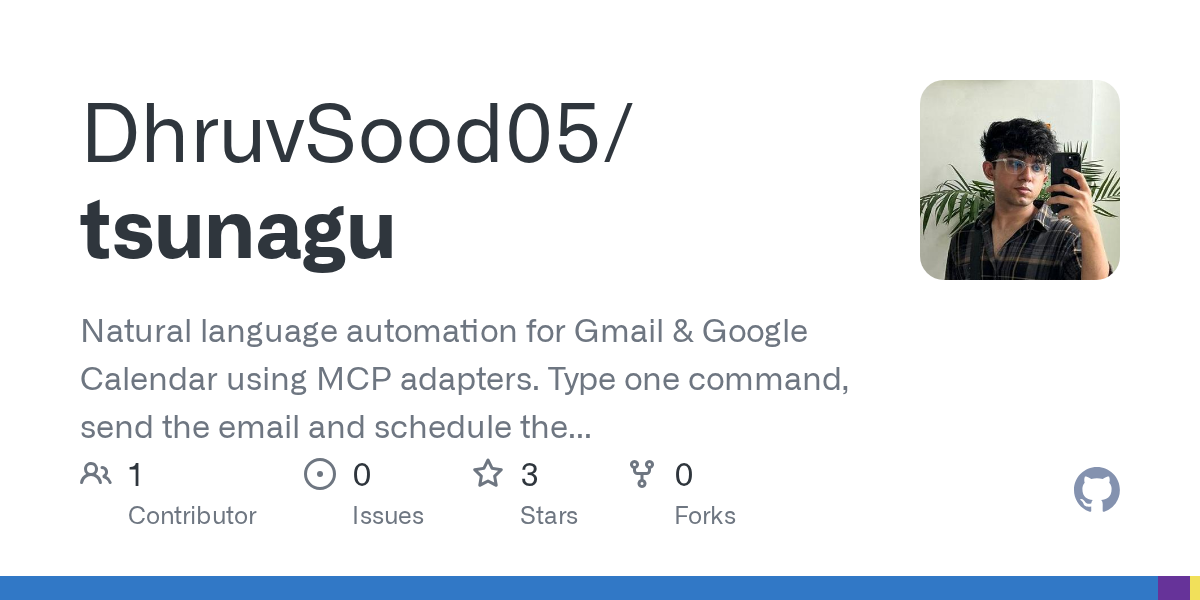 DhruvSood05/
tsunagu
Natural language automation for Gmail & Google
Calendar using MCP adapters. Type one command,
send the email and schedule the...
1
Contributor
0
Issues
3
Stars
0
Forks